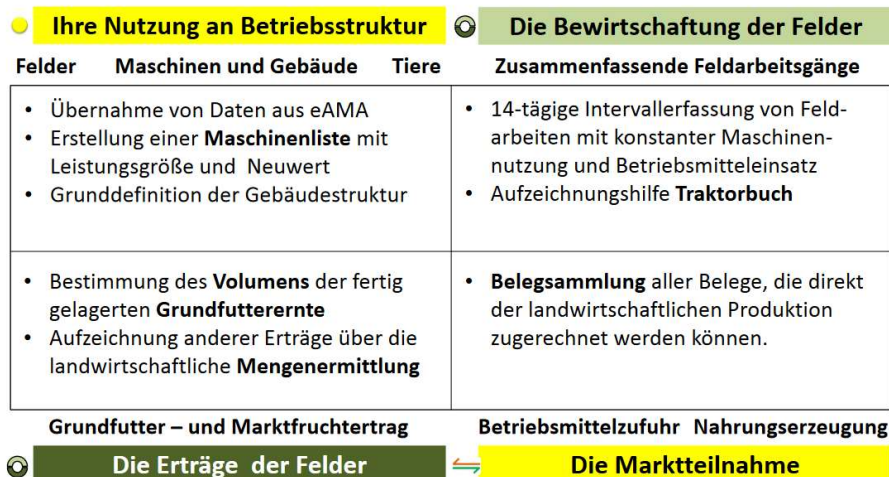 Ihre Nutzung an Betriebsstruktur
Felder Maschinen und Gebäude Tiere
• Übernahme von Daten aus eAMA
• Erstellung einer Maschinenliste mit
Leistungsgröße und Neuwert
• Grunddefinition der Gebäudestruktur
Die Bewirtschaftung der Felder
Zusammenfassende Feldarbeitsgänge
• 14-tägige Intervallerfassung von Feld-
arbeiten mit konstanter Maschinen-
nutzung und Betriebsmitteleinsatz
• Aufzeichnungshilfe Traktorbuch
• Bestimmung des Volumens der fertig
gelagerten Grundfutterernte
• Aufzeichnung anderer Erträge über die
landwirtschaftliche Mengenermittlung
Grundfutter – und Marktfruchtertrag
Die Erträge der Felder
• Belegsammlung aller Belege, die direkt
der landwirtschaftlichen Produktion
zugerechnet werden können.
Betriebsmittelzufuhr Nahrungserzeugung
Die Marktteilnahme